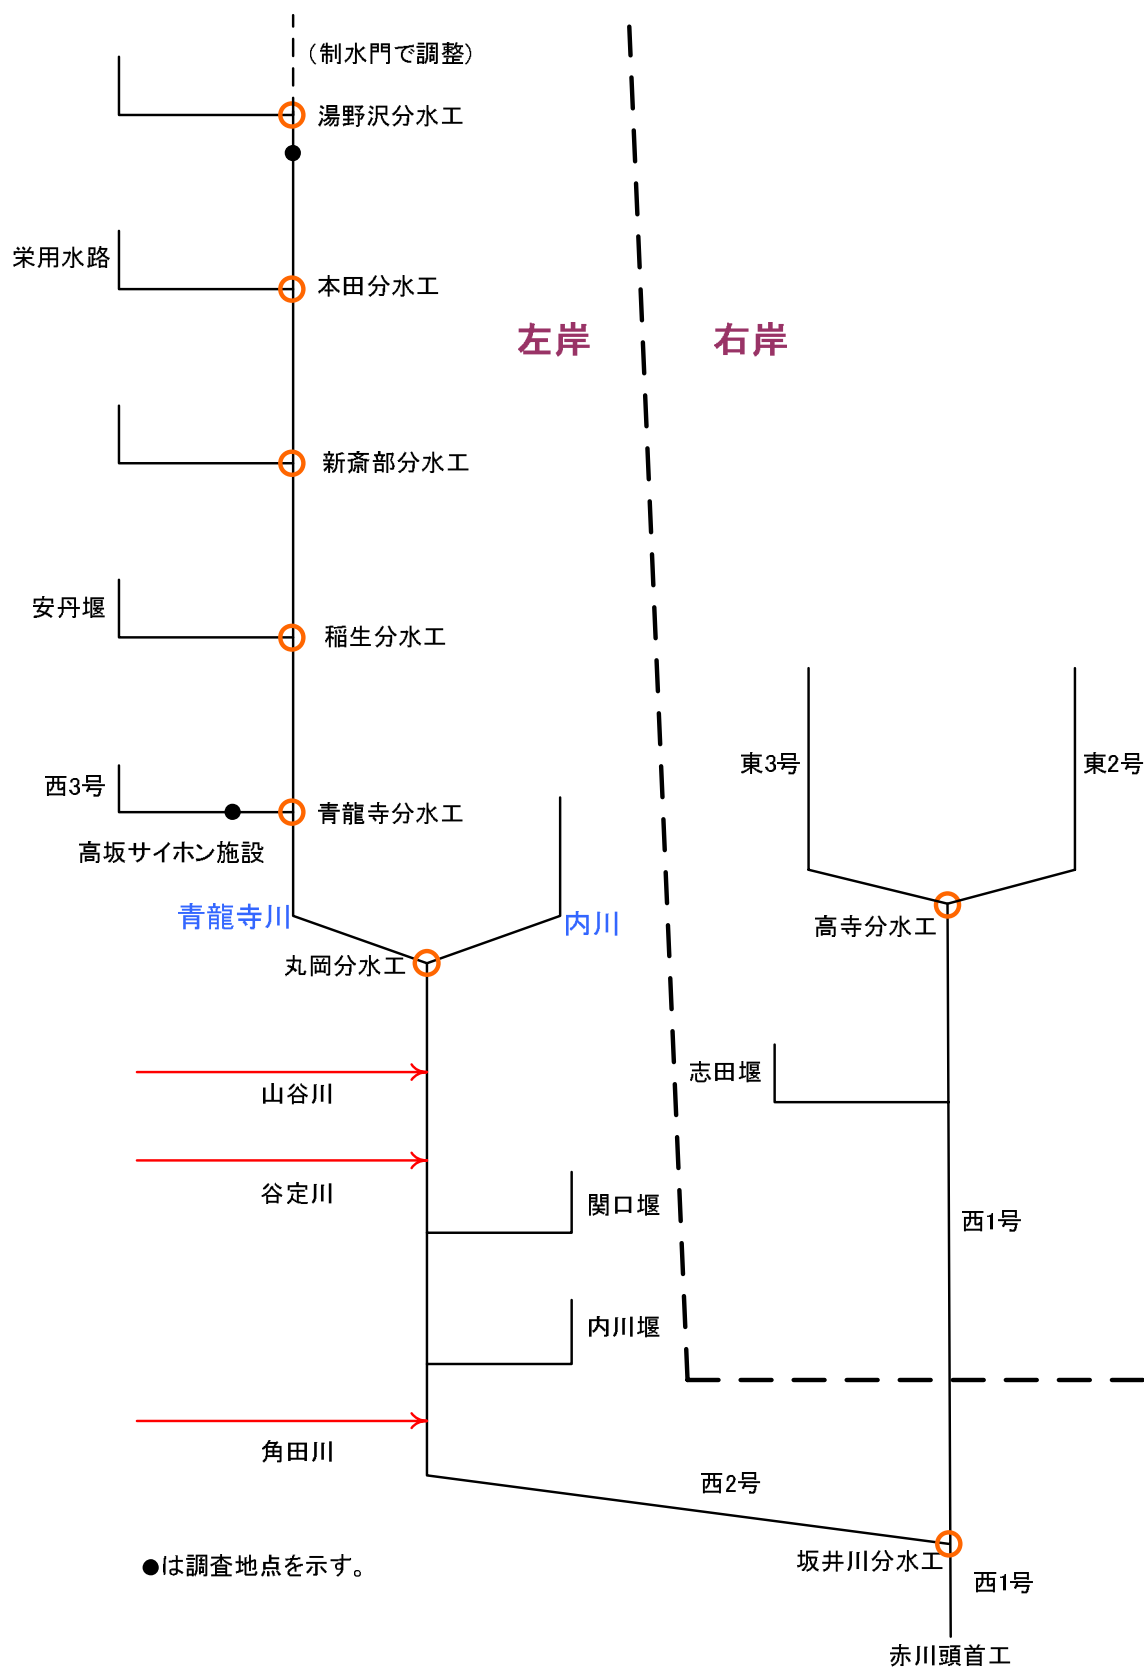 (制水門で調整)
湯野沢分水工
栄用水路
本田分水工
左岸
右岸
新斎部分水工
安丹堰
稲生分水工
東3号
東2号
西3号
青龍寺分水工
高坂サイホン施設
青龍寺川
内川
高寺分水工
丸岡分水工
志田堰
山谷川
谷定川
関口堰
西1号
内川堰
角田川
西2号
坂井川分水工
●は調査地点を示す。
西1号
赤川頭首工